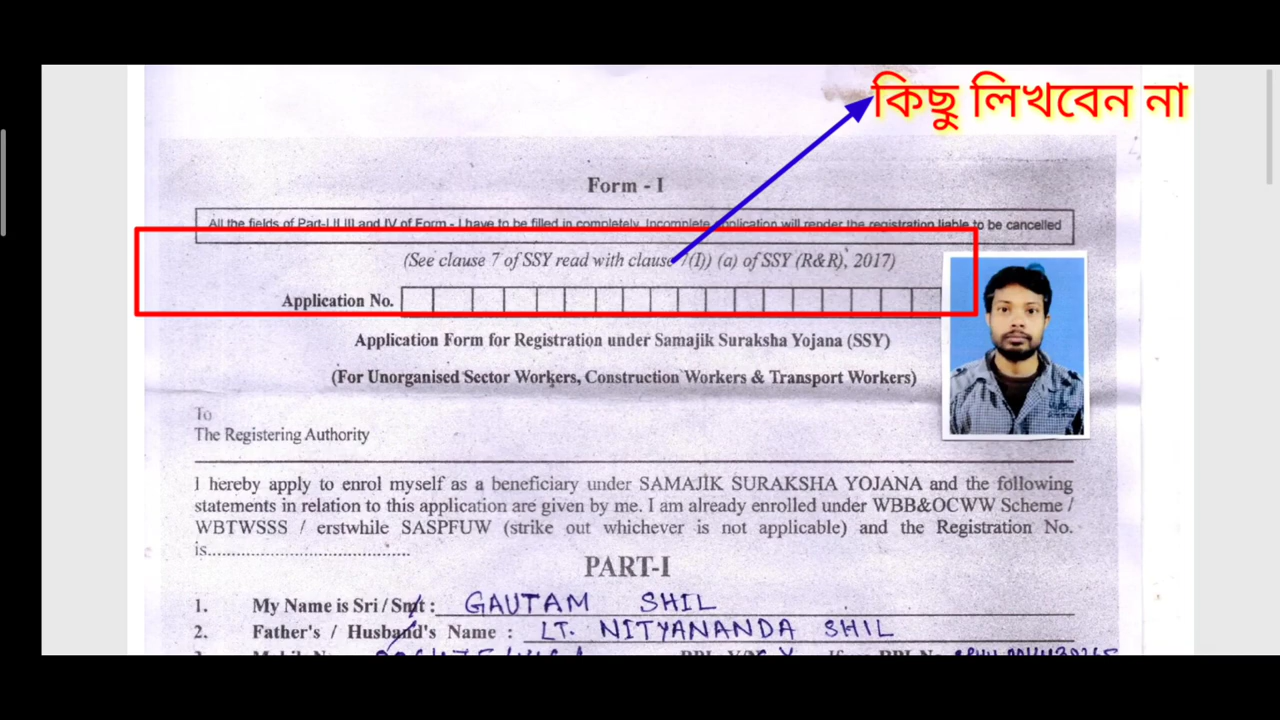 কিছু লিখবেন না
Form - I
All the fields of Part-I,II,III and IV of Form - I have to be filled in completely. Incomplete application will render the registration liable to be cancelled
(See clause 7 of SSY read with clause 7(I)) (a) of SSY (R&R), 2017)
Application No.
Application Form for Registration under Samajik Suraksha Yojana (SSY)
(For Unorganised Sector Workers, Construction Workers & Transport Workers)
To
The Registering Authority
I hereby apply to enrol myself as a beneficiary under SAMAJIK SURAKSHA YOJANA and the following
statements in relation to this application are given by me. I am already enrolled under WBB&OCWW Scheme /
WBTWSSS / erstwhile SASPFUW (strike out whichever is not applicable) and the Registration No.
is.......................................
PART-I
1. My Name is Sri / Smt : GAUTAM SHIL
2. Father's / Husband's Name : LT. NITYANANDA SHIL